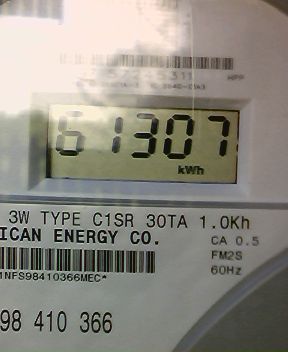 61307
kWh
3W TYPE C1SR 30TA 1.0Kh
ICAN ENERGY CO.
CA 0.5
FM2S
60Hz
1NFS98410366MEC*
98 410 366